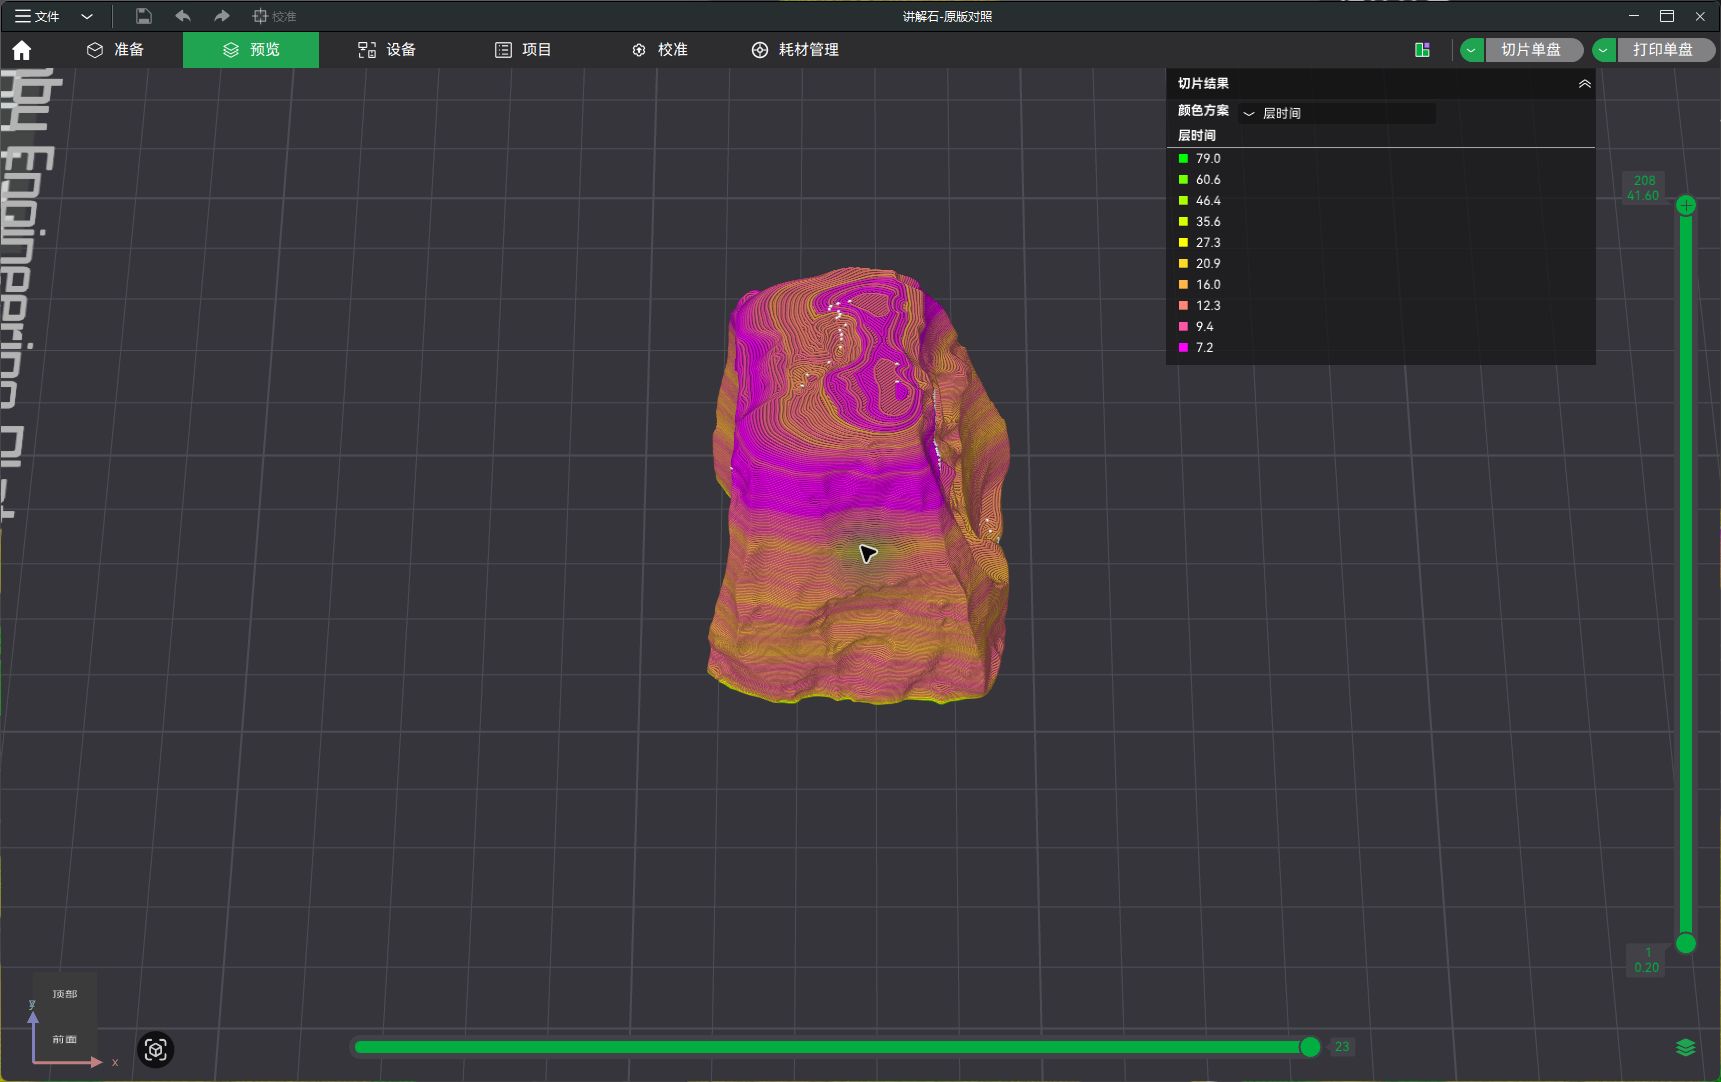 文件
校准
讲解石-原版对照
准备
预览
设备
项目
校准
耗材管理
切片单盘
打印单盘
切片结果
颜色方案
层时间
层时间
79.0
60.6
46.4
35.6
27.3
20.9
16.0
12.3
9.4
7.2
208
41.60
1
0.20
顶部
前面
y
x
23
Engineering